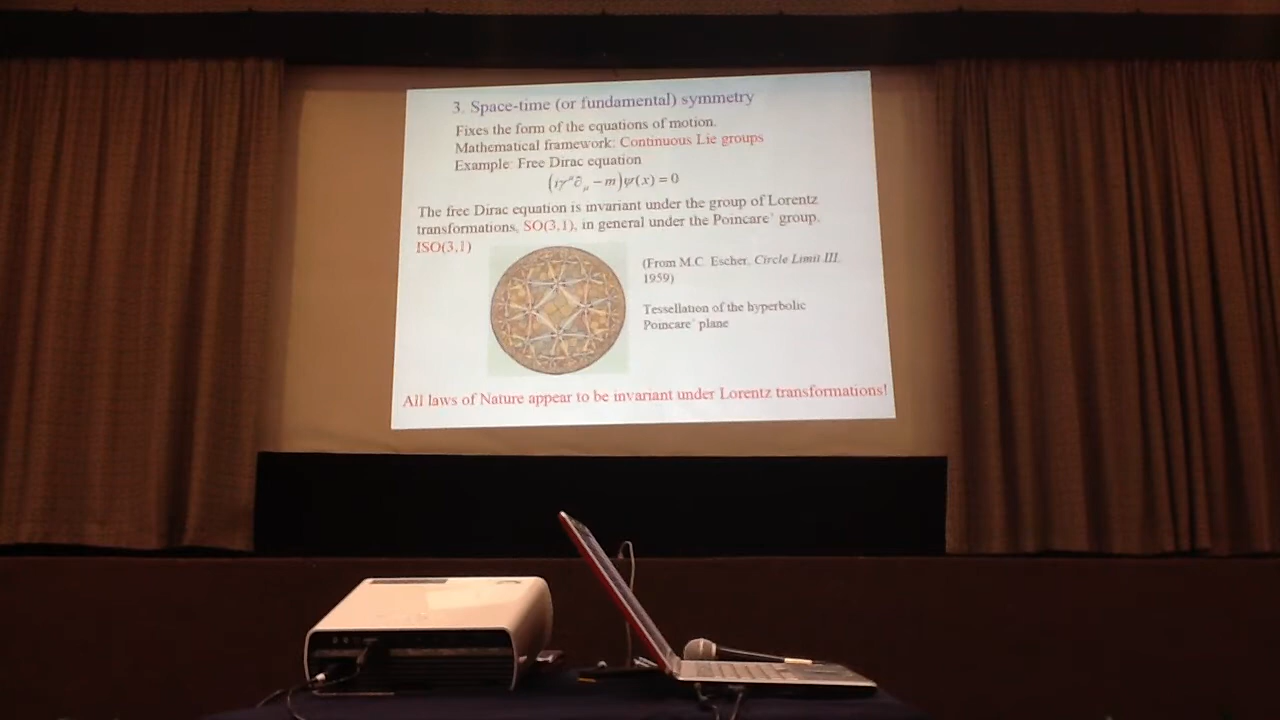 3. Space-time (or fundamental) symmetry
Fixes the form of the equations of motion.
Mathematical framework: Continuous Lie groups
Example: Free Dirac equation
(iγ^μ ∂_μ − m)ψ(x) = 0
The free Dirac equation is invariant under the group of Lorentz
transformations, SO(3,1), in general under the Poincare' group,
ISO(3,1)
(From M.C. Escher, Circle Limit III,
1959)
Tessellation of the hyperbolic
Poincare' plane
All laws of Nature appear to be invariant under Lorentz transformations!